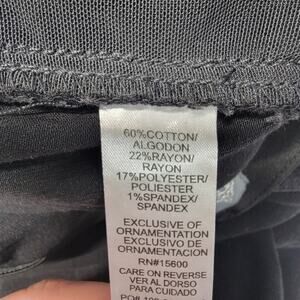 60%COTTON/
ALGODON
22%RAYON/
RAYON
17%POLYESTER/
POLIESTER
1%SPANDEX/
SPANDEX
EXCLUSIVE OF
ORNAMENTATION
EXCLUSIVO DE
ORNAMENTACION
RN#15600
CARE ON REVERSE
VER AL DORSO
PARA CUIDADO